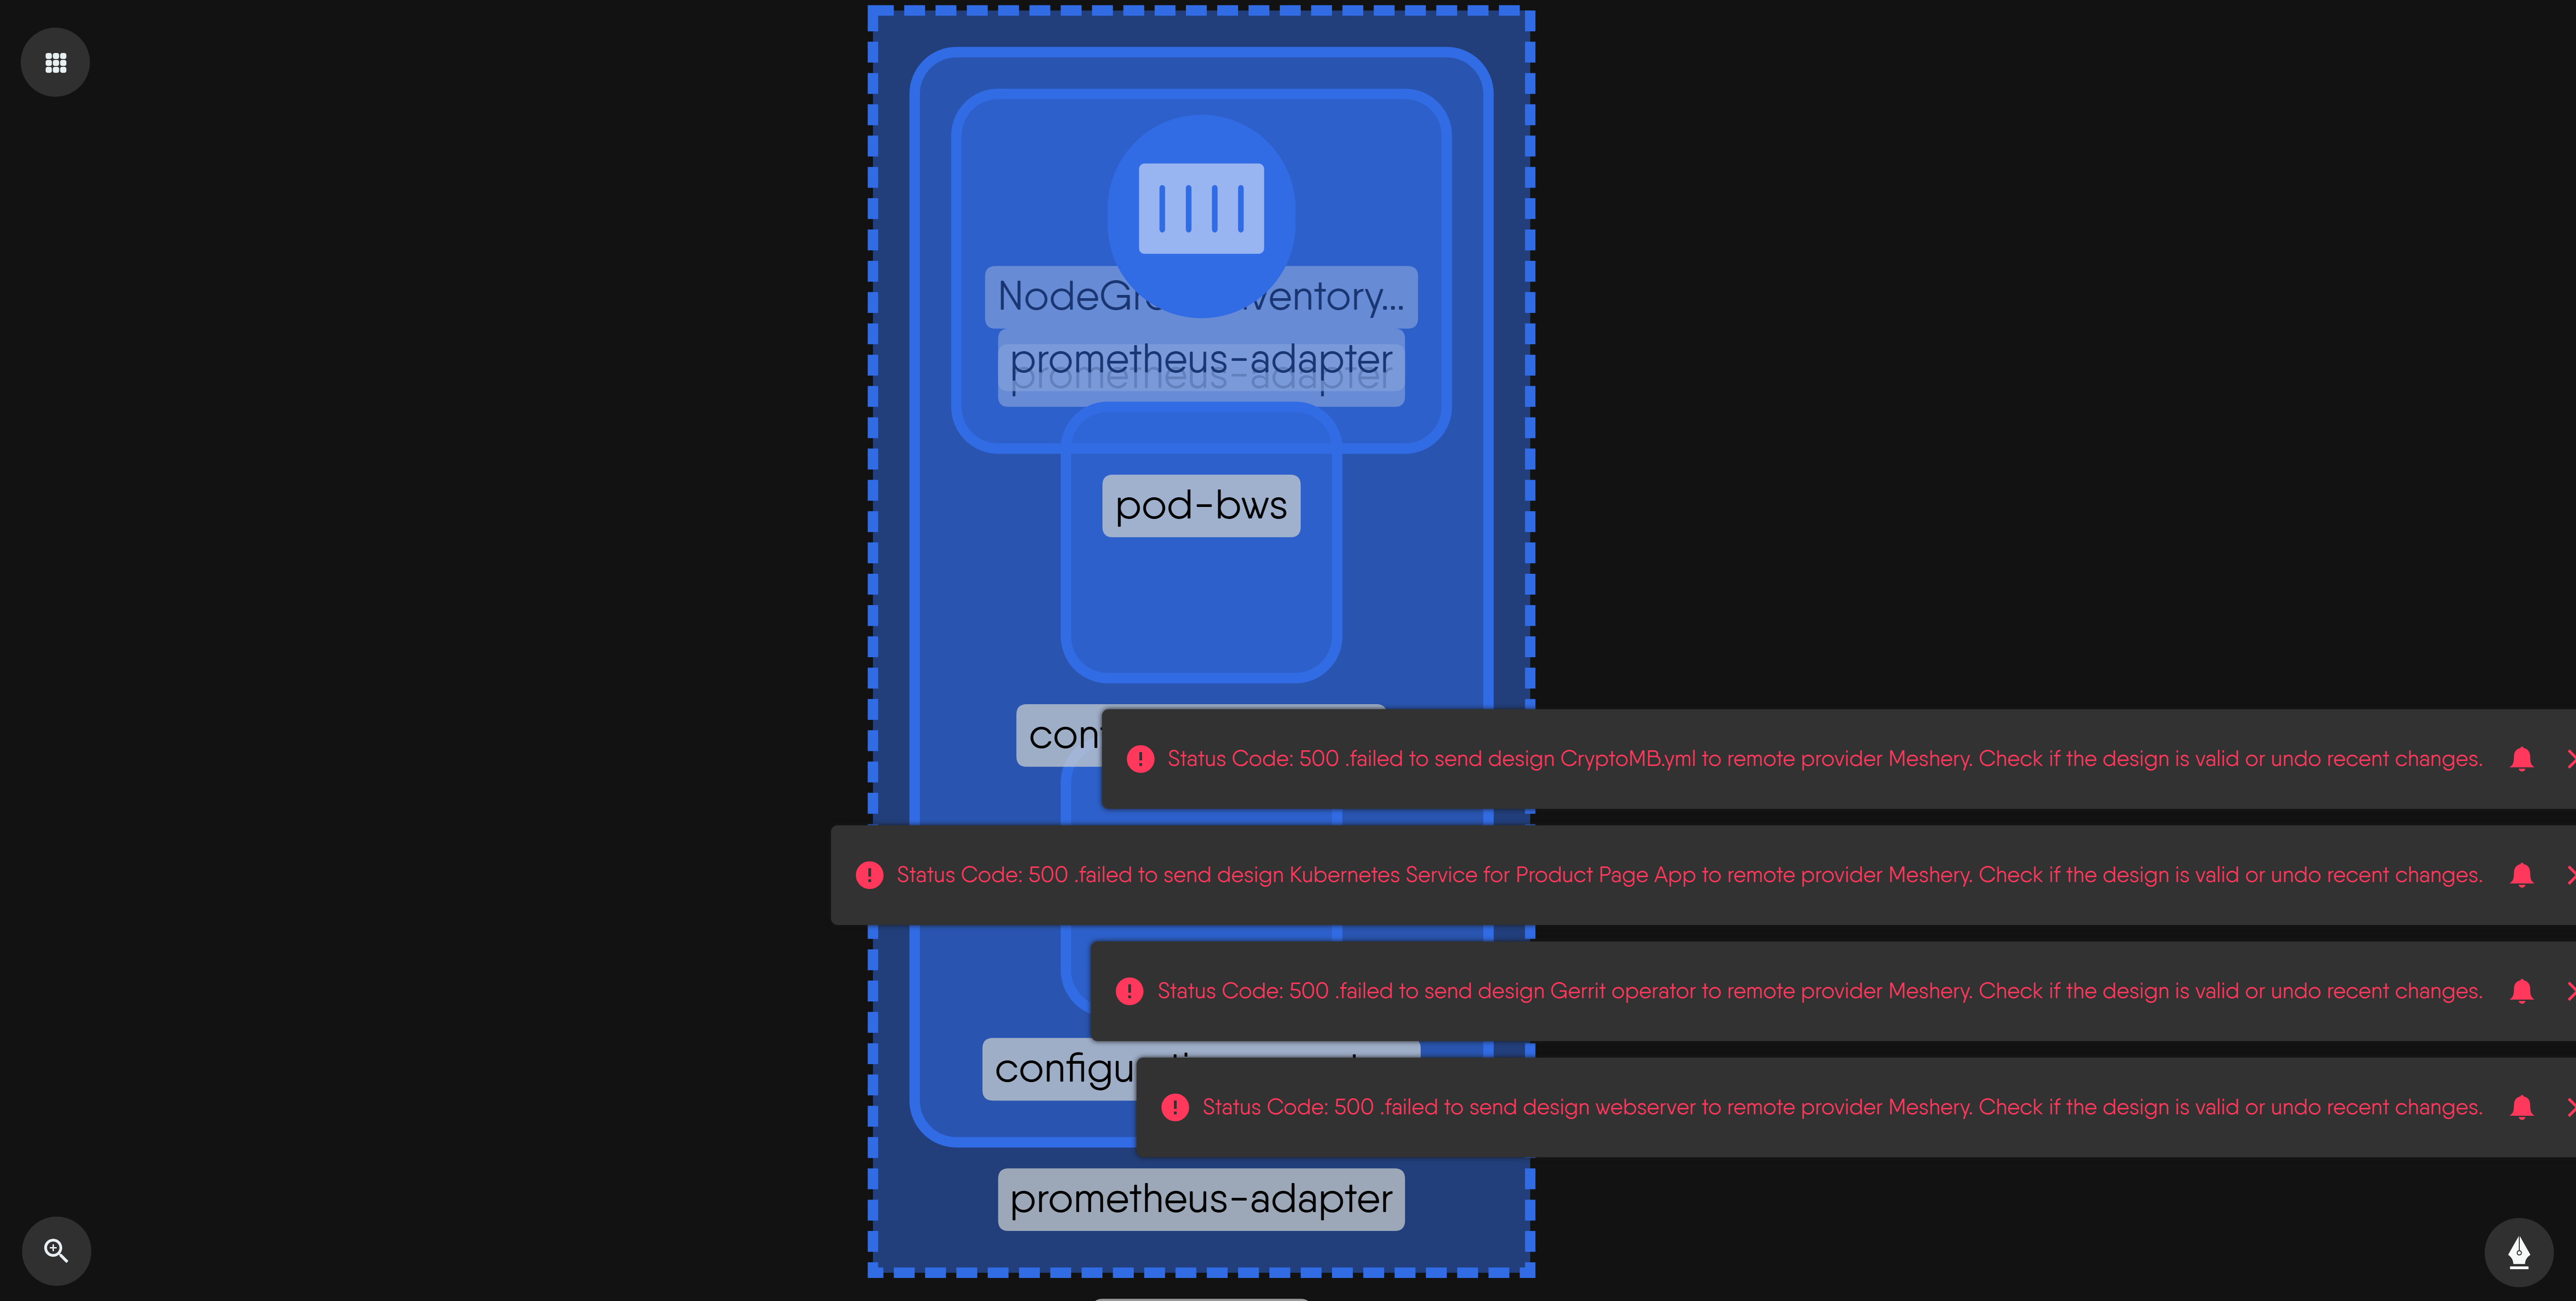 NodeGr ventory...
prometheus-adapter
prometheus-adapter
pod-bws
con
Status Code: 500 .failed to send design CryptoMB.yml to remote provider Meshery. Check if the design is valid or undo recent changes.
Status Code: 500 .failed to send design Kubernetes Service for Product Page App to remote provider Meshery. Check if the design is valid or undo recent changes.
Status Code: 500 .failed to send design Gerrit operator to remote provider Meshery. Check if the design is valid or undo recent changes.
configu
Status Code: 500 .failed to send design webserver to remote provider Meshery. Check if the design is valid or undo recent changes.
prometheus-adapter